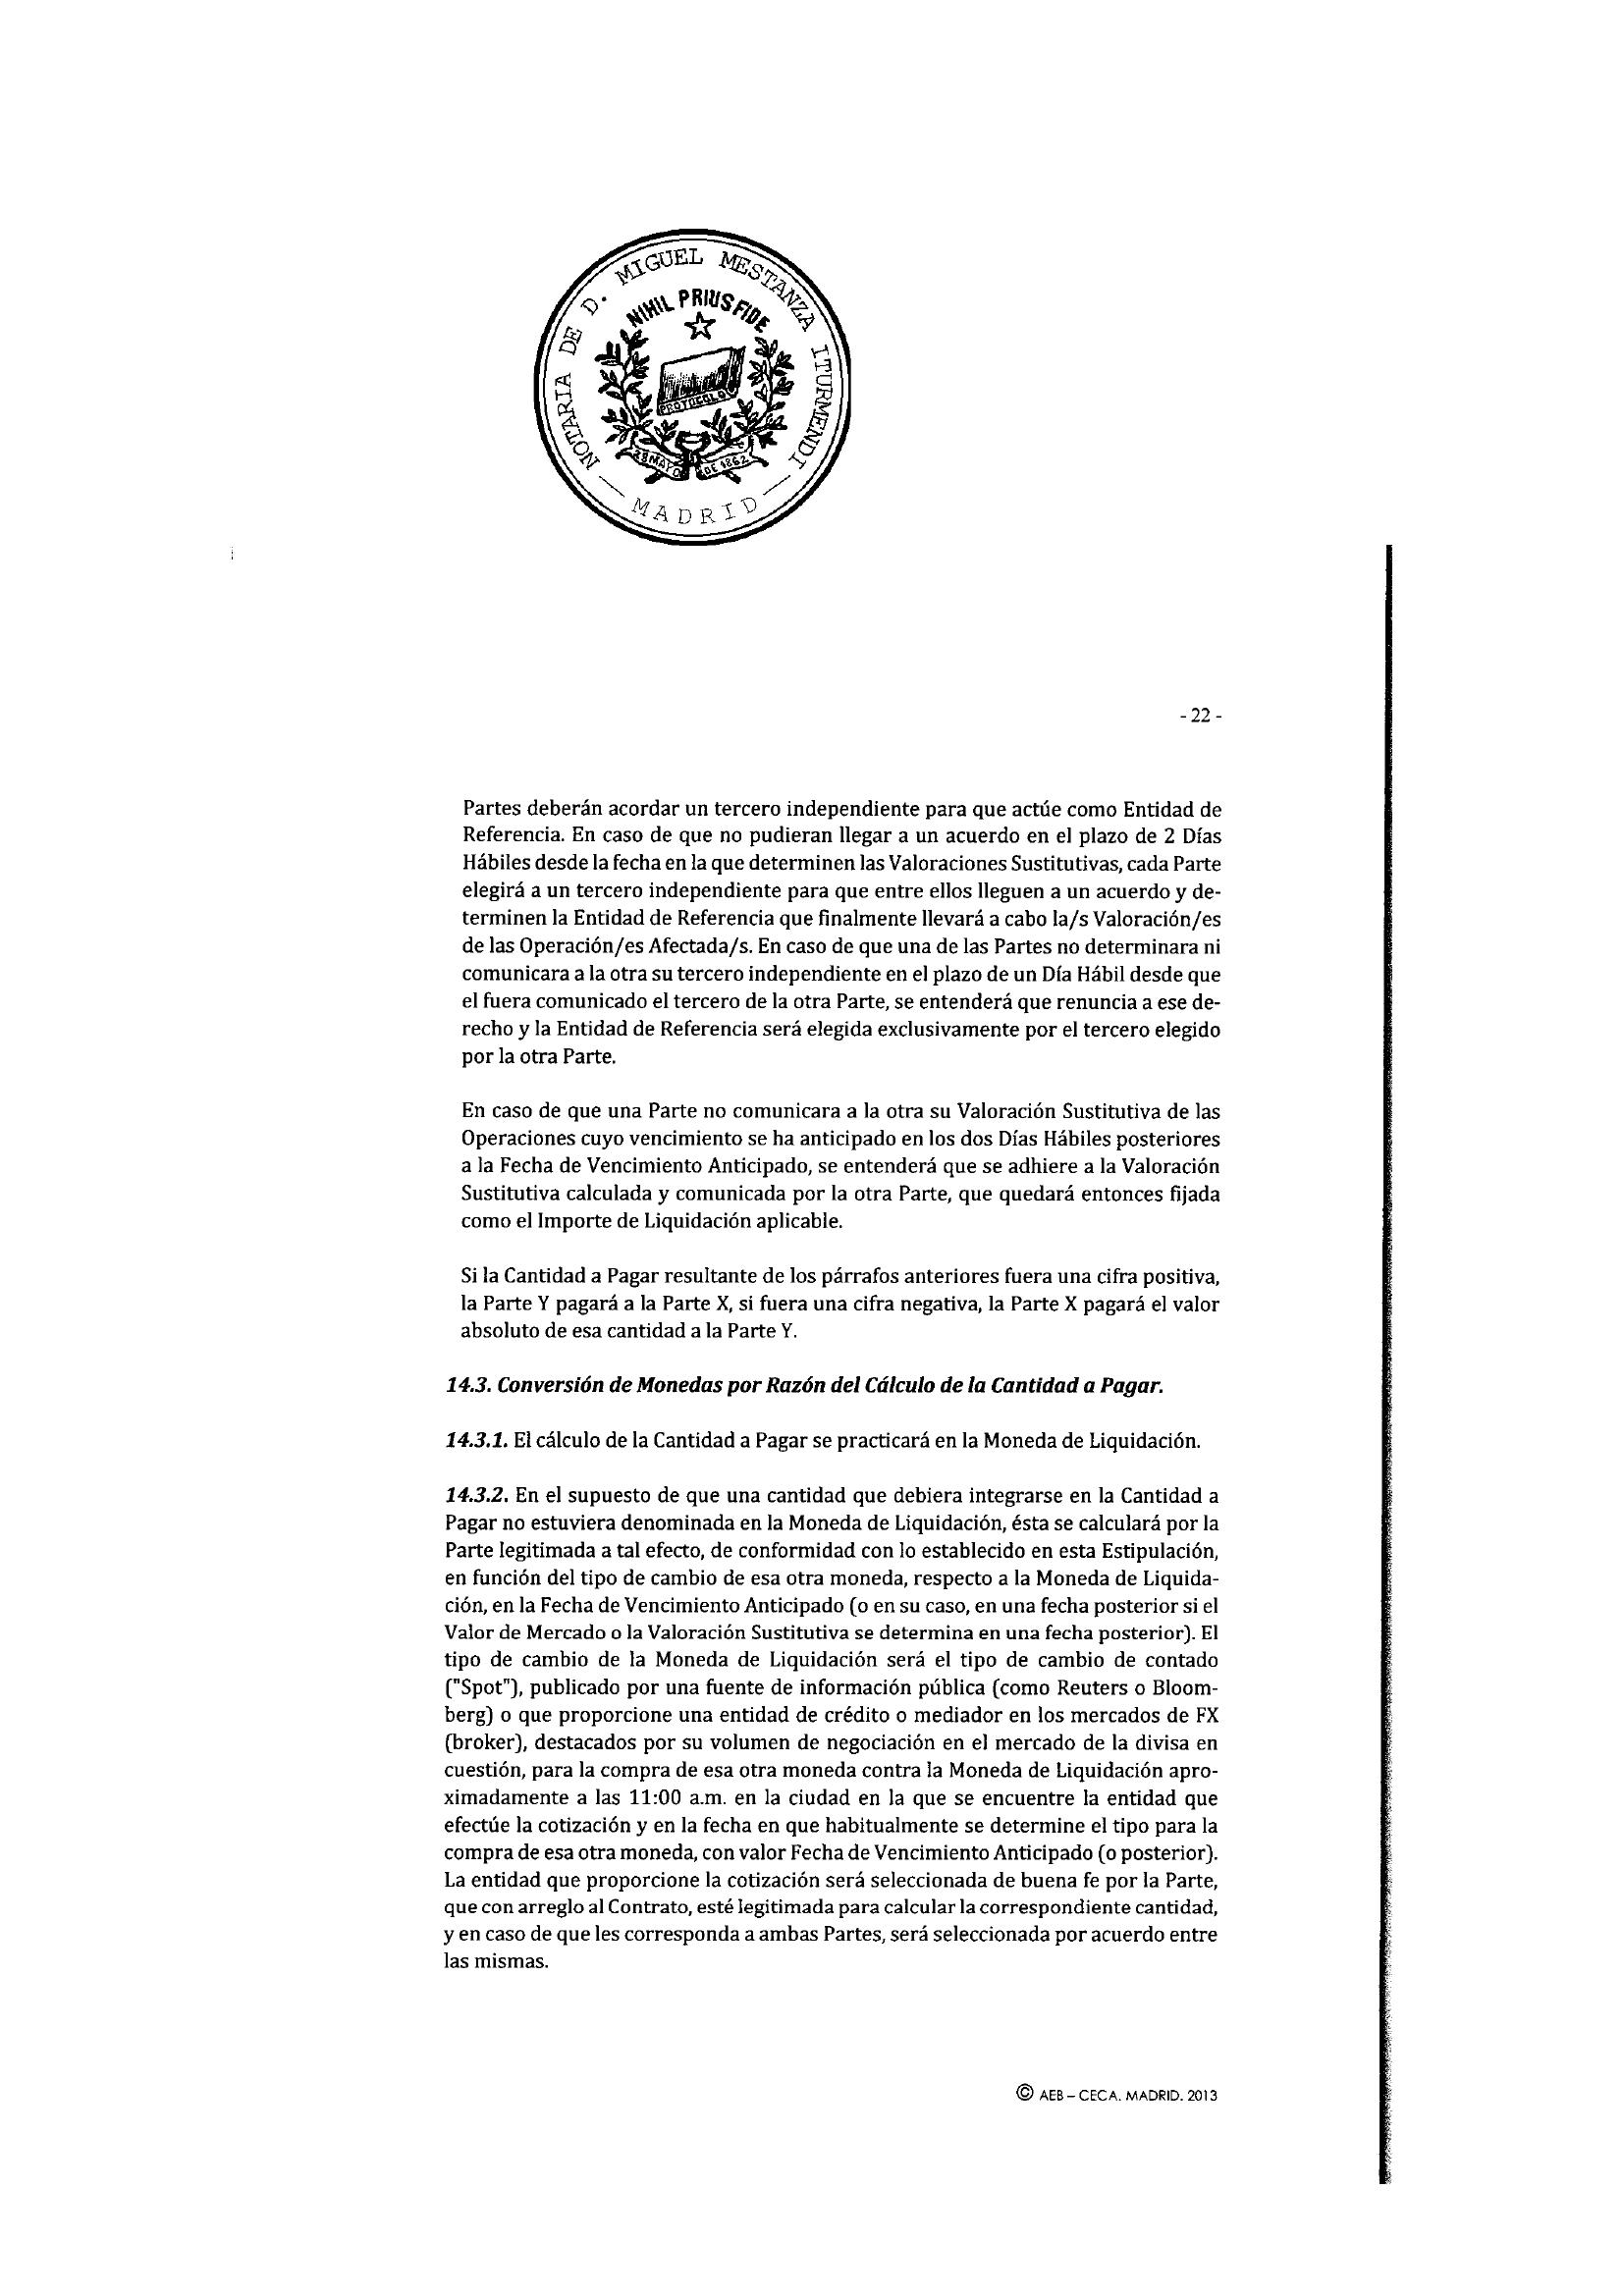 NOTARIA DE D. MIGUEL MESTANZA ITURMENDI
— MADRID —
NIHIL PRIUS FIDE
PROTOCOLO
28 MAYO DE 1862
- 22 -
Partes deberán acordar un tercero independiente para que actúe como Entidad de
Referencia. En caso de que no pudieran llegar a un acuerdo en el plazo de 2 Días
Hábiles desde la fecha en la que determinen las Valoraciones Sustitutivas, cada Parte
elegirá a un tercero independiente para que entre ellos lleguen a un acuerdo y de-
terminen la Entidad de Referencia que finalmente llevará a cabo la/s Valoración/es
de las Operación/es Afectada/s. En caso de que una de las Partes no determinara ni
comunicara a la otra su tercero independiente en el plazo de un Día Hábil desde que
el fuera comunicado el tercero de la otra Parte, se entenderá que renuncia a ese de-
recho y la Entidad de Referencia será elegida exclusivamente por el tercero elegido
por la otra Parte.
En caso de que una Parte no comunicara a la otra su Valoración Sustitutiva de las
Operaciones cuyo vencimiento se ha anticipado en los dos Días Hábiles posteriores
a la Fecha de Vencimiento Anticipado, se entenderá que se adhiere a la Valoración
Sustitutiva calculada y comunicada por la otra Parte, que quedará entonces fijada
como el Importe de Liquidación aplicable.
Si la Cantidad a Pagar resultante de los párrafos anteriores fuera una cifra positiva,
la Parte Y pagará a la Parte X, si fuera una cifra negativa, la Parte X pagará el valor
absoluto de esa cantidad a la Parte Y.
14.3. Conversión de Monedas por Razón del Cálculo de la Cantidad a Pagar.
14.3.1. El cálculo de la Cantidad a Pagar se practicará en la Moneda de Liquidación.
14.3.2. En el supuesto de que una cantidad que debiera integrarse en la Cantidad a
Pagar no estuviera denominada en la Moneda de Liquidación, ésta se calculará por la
Parte legitimada a tal efecto, de conformidad con lo establecido en esta Estipulación,
en función del tipo de cambio de esa otra moneda, respecto a la Moneda de Liquida-
ción, en la Fecha de Vencimiento Anticipado (o en su caso, en una fecha posterior si el
Valor de Mercado o la Valoración Sustitutiva se determina en una fecha posterior). El
tipo de cambio de la Moneda de Liquidación será el tipo de cambio de contado
("Spot"), publicado por una fuente de información pública (como Reuters o Bloom-
berg) o que proporcione una entidad de crédito o mediador en los mercados de FX
(broker), destacados por su volumen de negociación en el mercado de la divisa en
cuestión, para la compra de esa otra moneda contra la Moneda de Liquidación apro-
ximadamente a las 11:00 a.m. en la ciudad en la que se encuentre la entidad que
efectúe la cotización y en la fecha en que habitualmente se determine el tipo para la
compra de esa otra moneda, con valor Fecha de Vencimiento Anticipado (o posterior).
La entidad que proporcione la cotización será seleccionada de buena fe por la Parte,
que con arreglo al Contrato, esté legitimada para calcular la correspondiente cantidad,
y en caso de que les corresponda a ambas Partes, será seleccionada por acuerdo entre
las mismas.
© AEB – CECA. MADRID. 2013